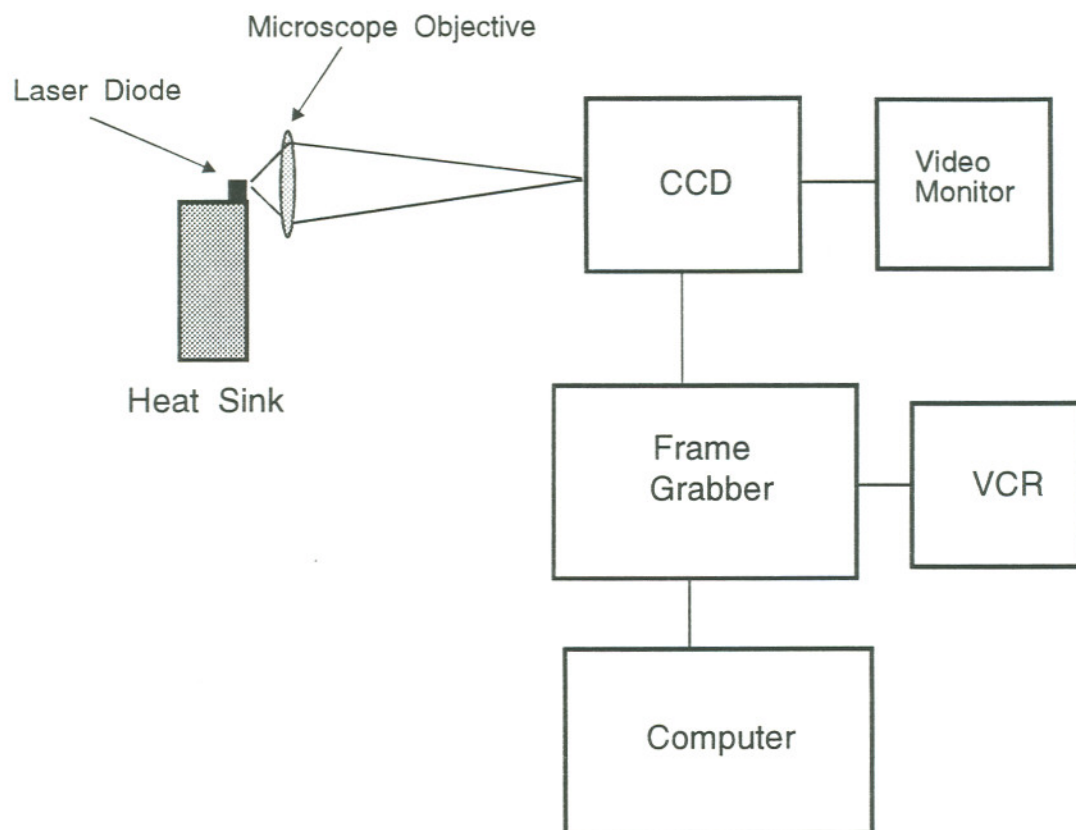 Microscope Objective
Laser Diode
CCD
Video
Monitor
Heat Sink
Frame
Grabber
VCR
Computer